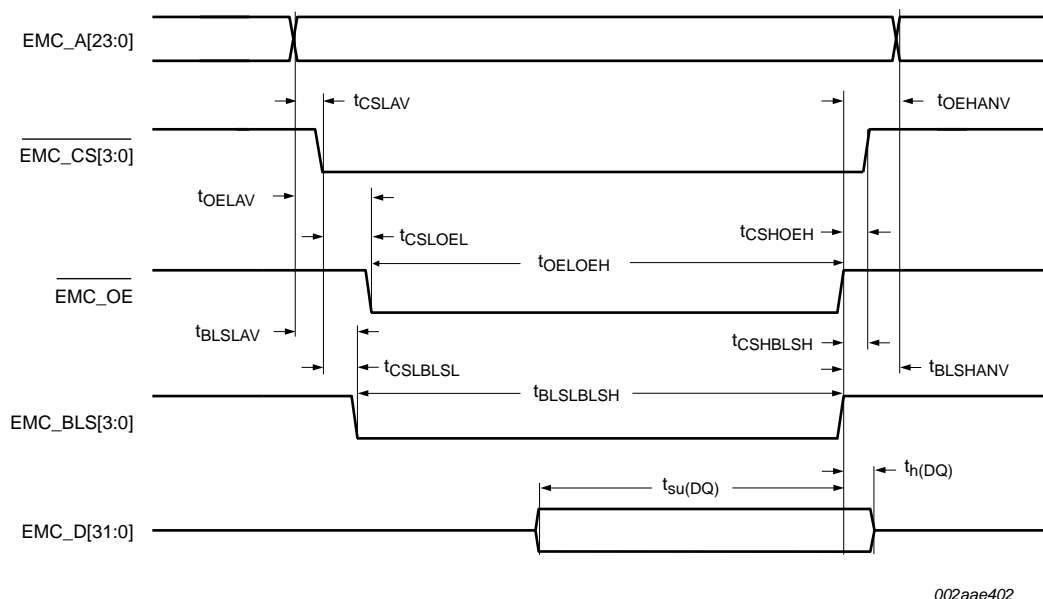 EMC_A[23:0]
tCSLAV
tOEHANV
EMC_CS[3:0]
tOELAV
tCSLOEL
tCSHOEH
tOELOEH
EMC_OE
tBLSLAV
tCSHBLSH
tCSLBLSL
tBLSHANV
tBLSLBLSH
EMC_BLS[3:0]
th(DQ)
tsu(DQ)
EMC_D[31:0]
002aae402